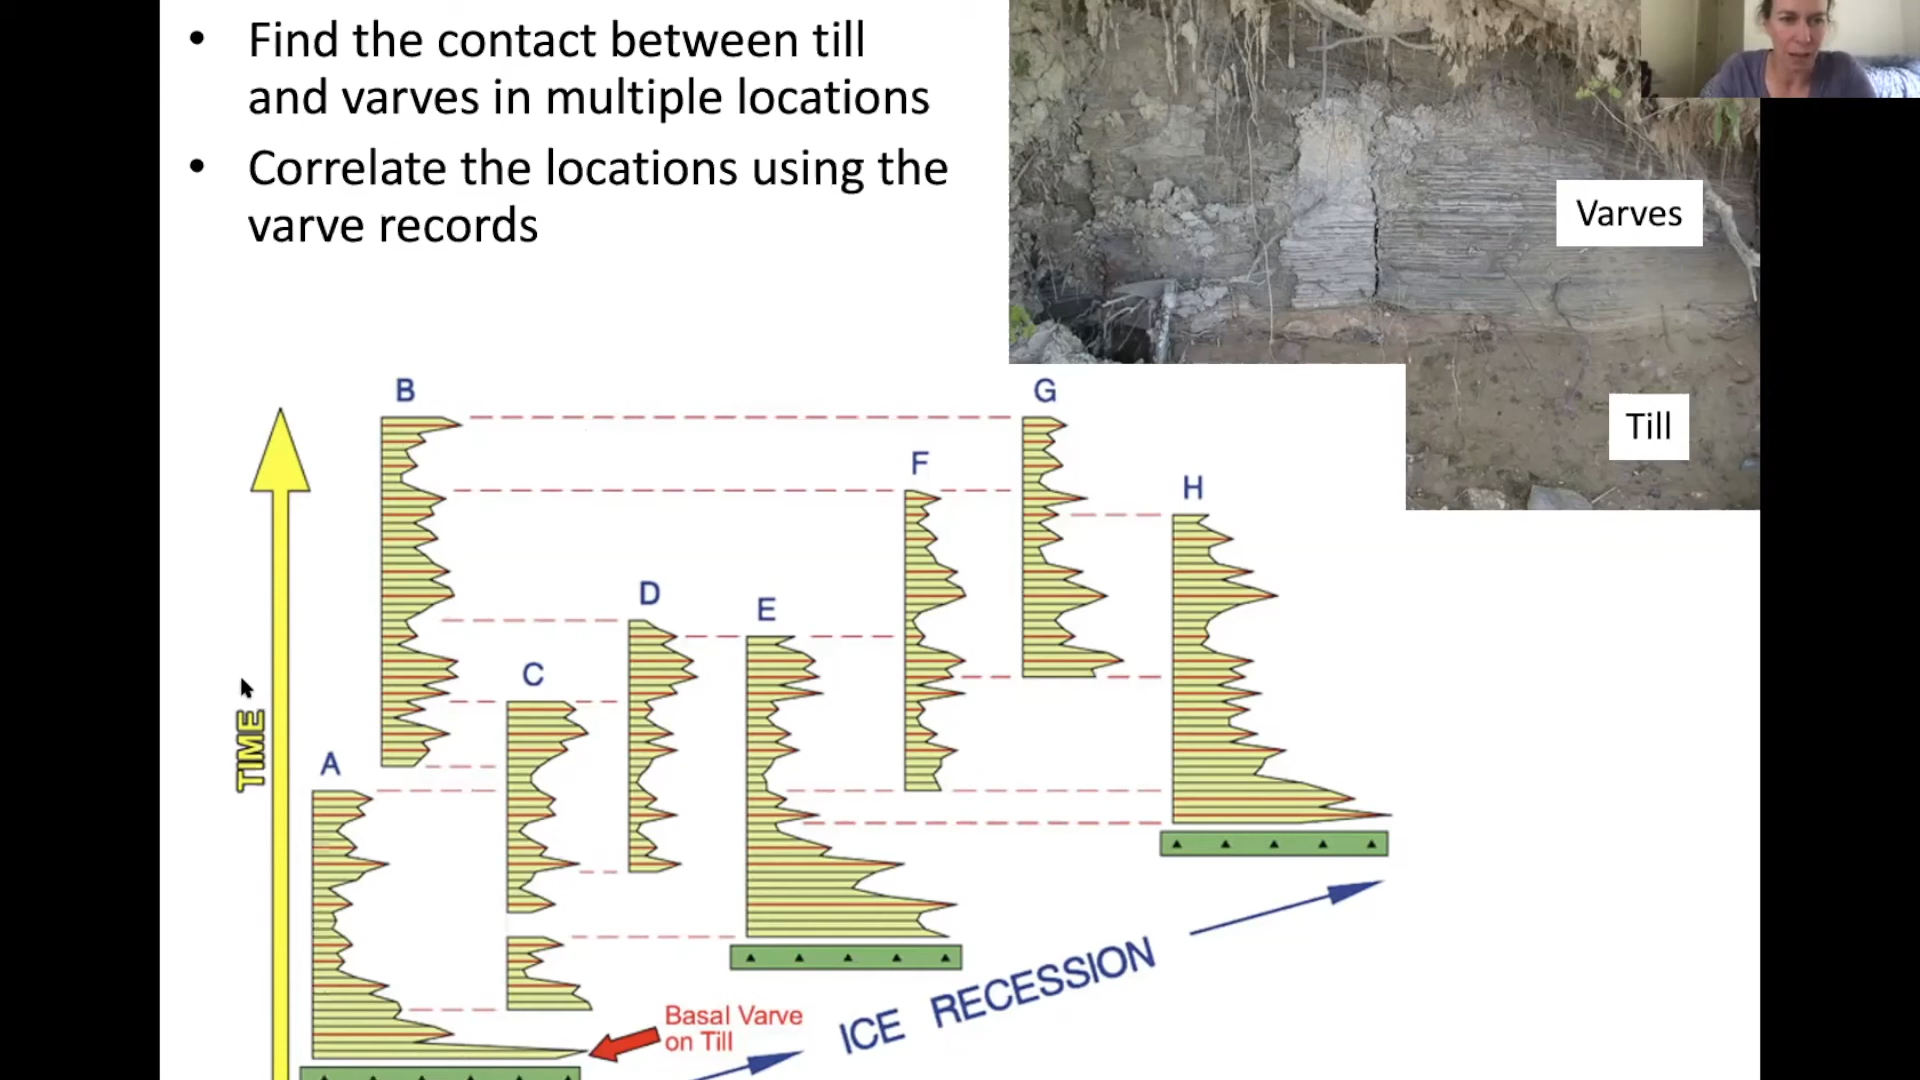 • Find the contact between till
and varves in multiple locations
• Correlate the locations using the
varve records
Varves
Till
B
G
F
H
D
E
C
A
TIME
Basal Varve
on Till
ICE RECESSION